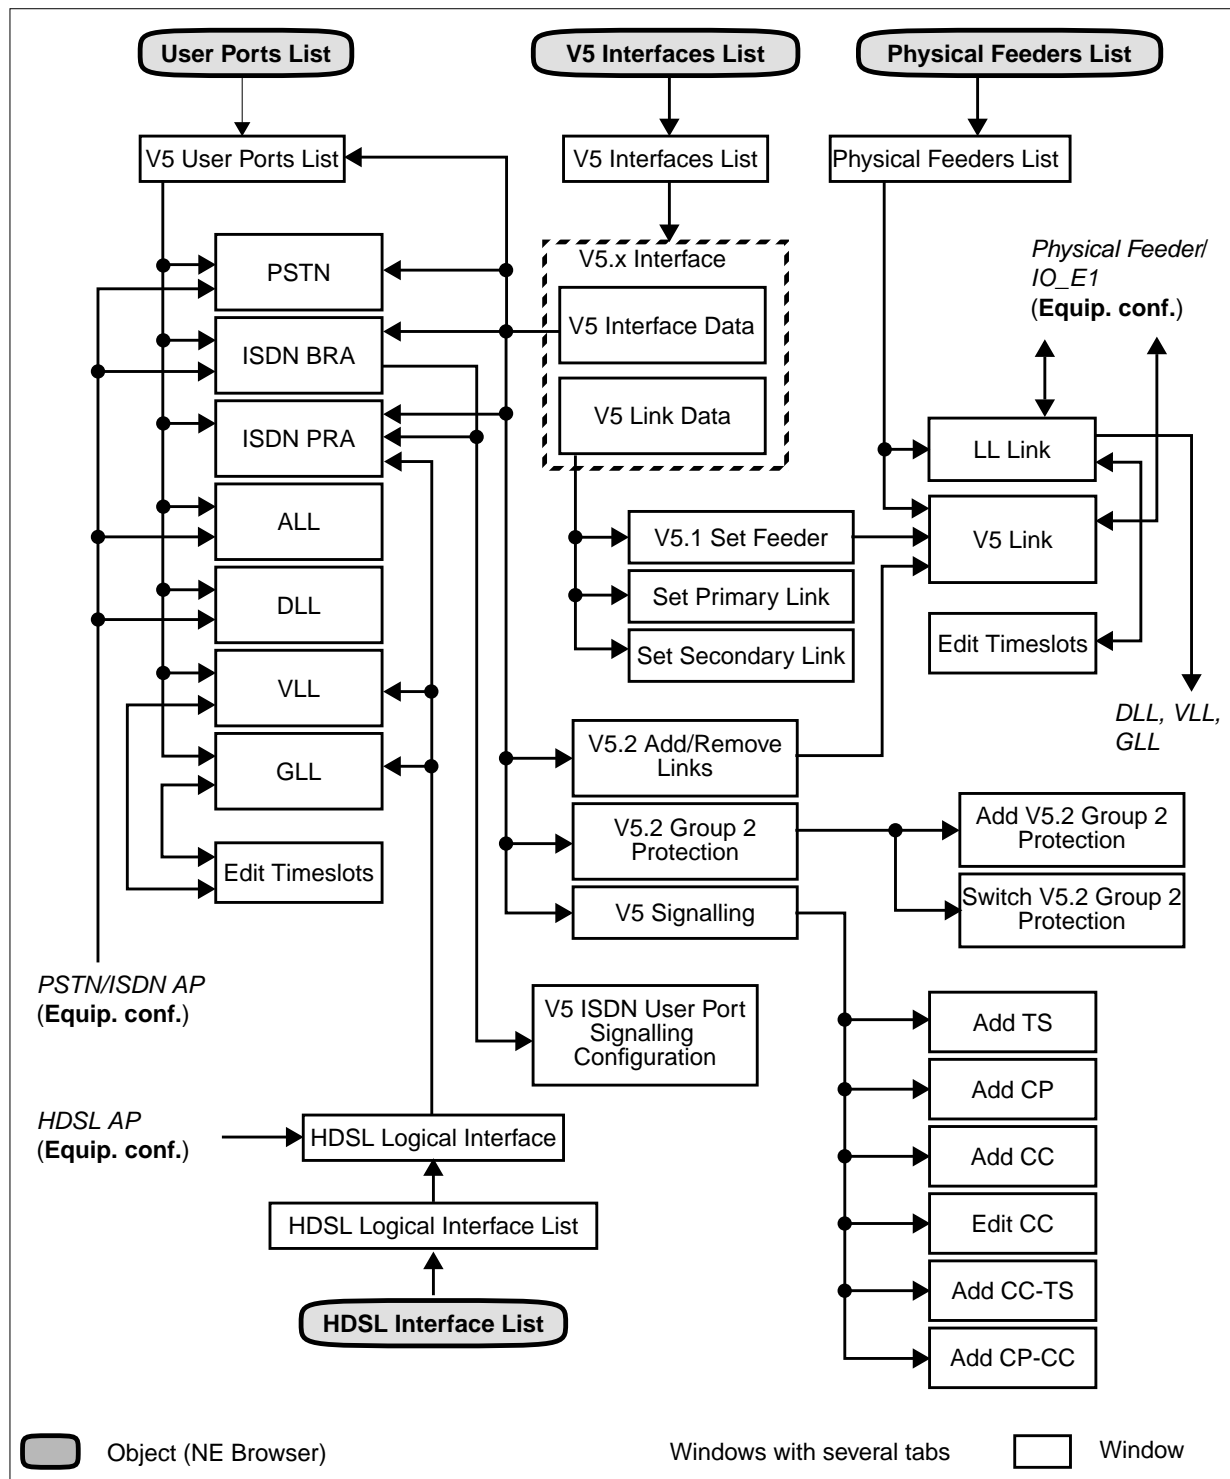 User Ports List
V5 Interfaces List
Physical Feeders List
V5 User Ports List
V5 Interfaces List
Physical Feeders List
PSTN
ISDN BRA
ISDN PRA
ALL
DLL
VLL
GLL
Edit Timeslots
V5.x Interface
V5 Interface Data
V5 Link Data
Physical Feeder/
IO_E1
(Equip. conf.)
LL Link
V5 Link
Edit Timeslots
V5.1 Set Feeder
Set Primary Link
Set Secondary Link
DLL, VLL,
GLL
V5.2 Add/Remove
Links
V5.2 Group 2
Protection
V5 Signalling
Add V5.2 Group 2
Protection
Switch V5.2 Group 2
Protection
PSTN/ISDN AP
(Equip. conf.)
V5 ISDN User Port
Signalling
Configuration
Add TS
Add CP
Add CC
Edit CC
Add CC-TS
Add CP-CC
HDSL AP
(Equip. conf.)
HDSL Logical Interface
HDSL Logical Interface List
HDSL Interface List
Object (NE Browser)
Windows with several tabs
Window